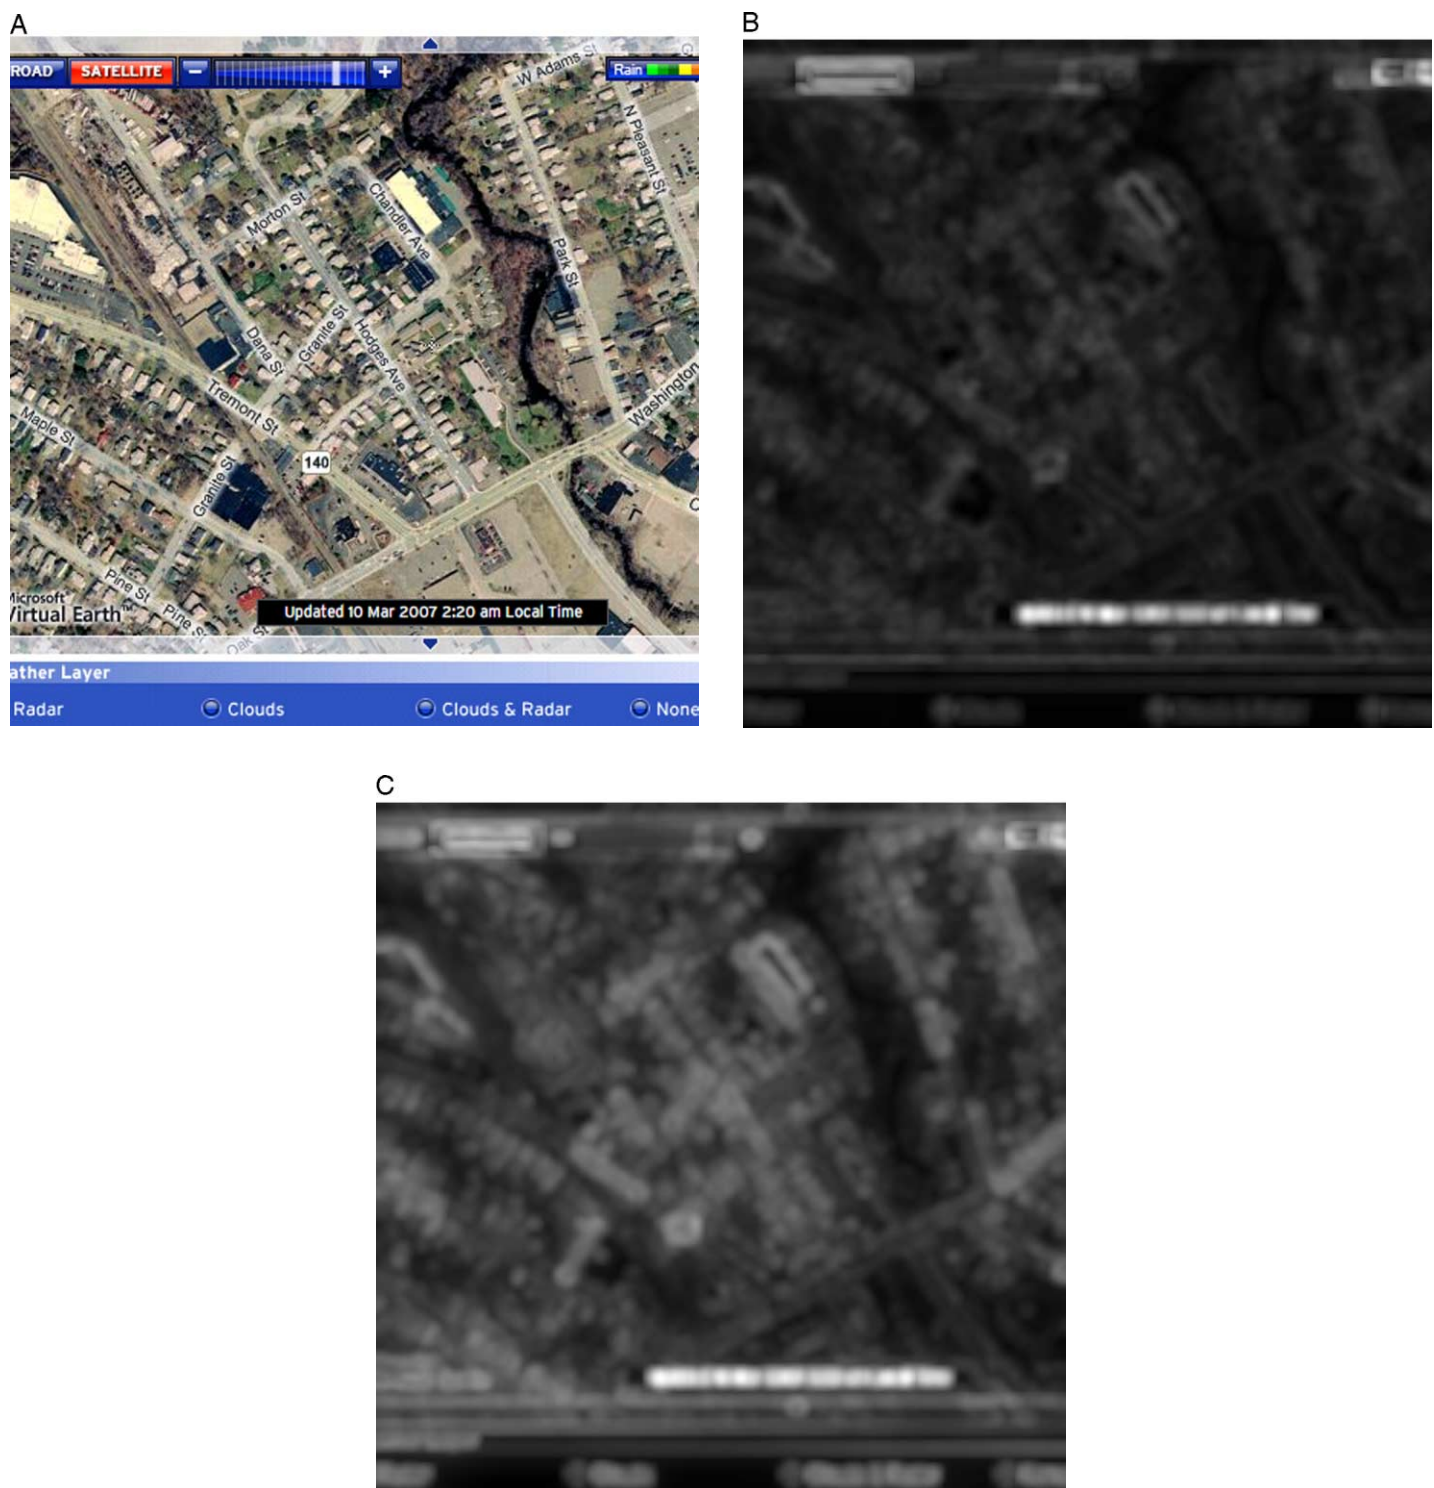 A
B
ROAD SATELLITE − + Rain
W Adams St
N Pleasant St
Chandler Ave
Morton St
Park St
Dana St
Granite St
Hodges Ave
Washington
Tremont St
Maple St
140
Granite St
Pine St
Pine S
Microsoft
Virtual Earth™
Updated 10 Mar 2007 2:20 am Local Time
Oak St
ather Layer
Radar Clouds Clouds & Radar None
C